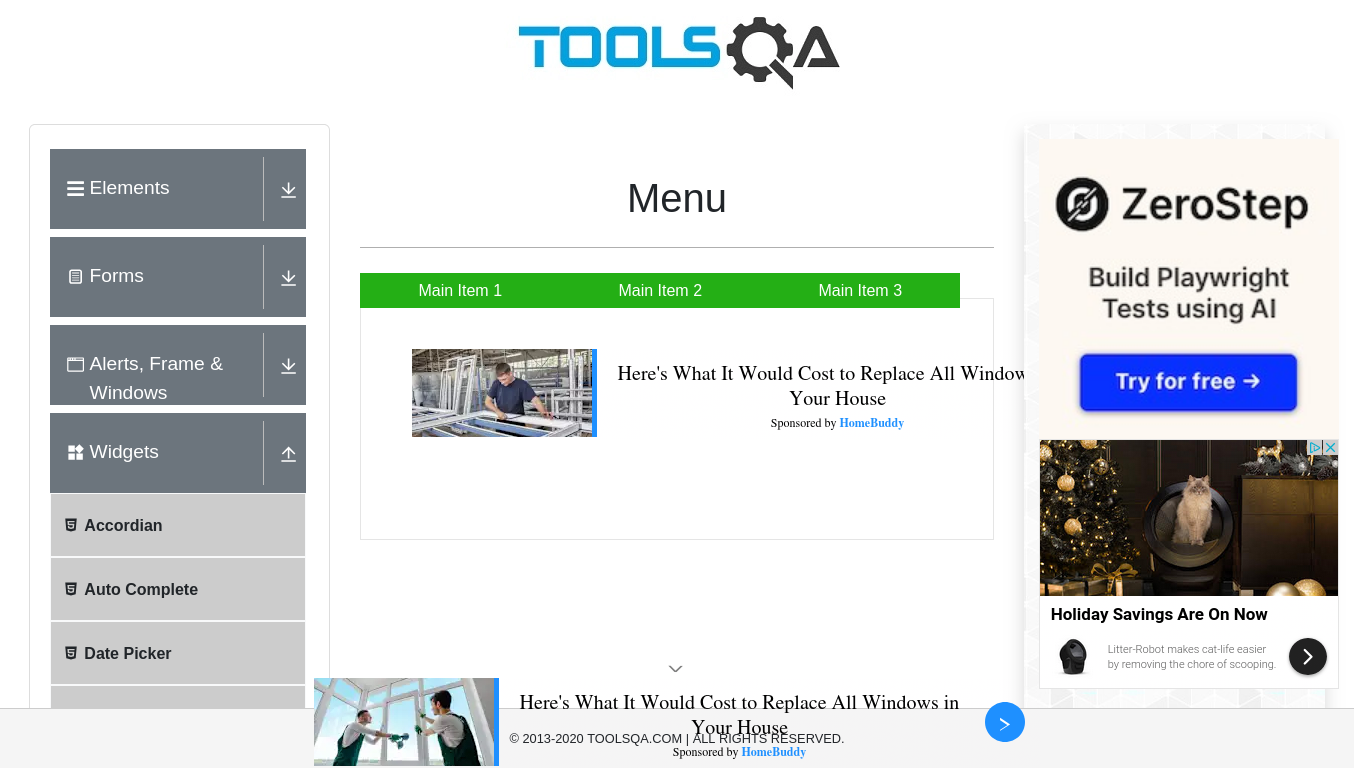 TOOLSQA
Elements
Forms
Alerts, Frame &
Windows
Widgets
Accordian
Auto Complete
Date Picker
Menu
Main Item 1
Main Item 2
Main Item 3
Here's What It Would Cost to Replace All Window
Your House
Sponsored by HomeBuddy
ZeroStep
Build Playwright
Tests using AI
Try for free →
Holiday Savings Are On Now
Litter-Robot makes cat-life easier
by removing the chore of scooping.
Here's What It Would Cost to Replace All Windows in
Your House
Sponsored by HomeBuddy
© 2013-2020 TOOLSQA.COM | ALL RIGHTS RESERVED.